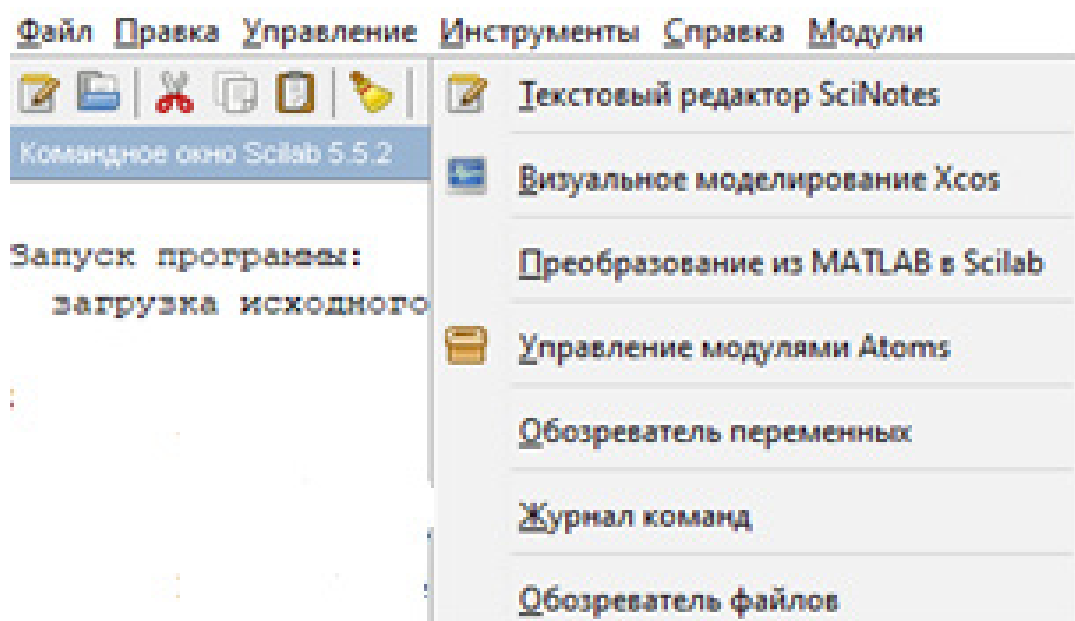 Файл Правка Управление Инструменты Справка Модули
Командное окно Scilab 5.5.2
Запуск программы:
загрузка исходного
Текстовый редактор SciNotes
Визуальное моделирование Xcos
Преобразование из MATLAB в Scilab
Управление модулями Atoms
Обозреватель переменных
Журнал команд
Обозреватель файлов